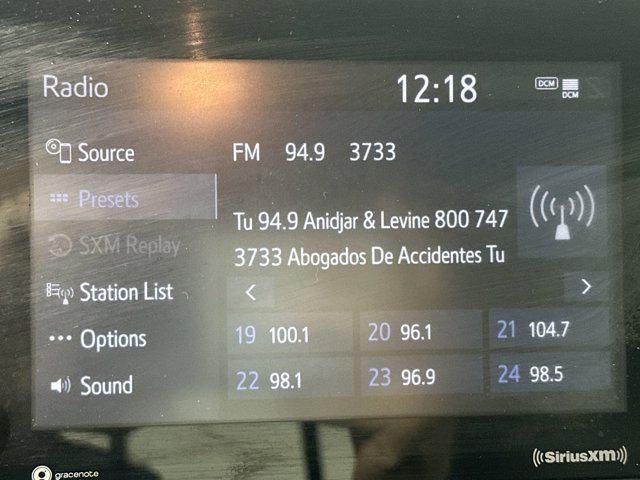 Radio 12:18 DCM DCM
Source
FM 94.9 3733
Presets
Tu 94.9 Anidjar & Levine 800 747
SXM Replay
3733 Abogados De Accidentes Tu
Station List
< >
Options
19 100.1 20 96.1 21 104.7
Sound
22 98.1 23 96.9 24 98.5
gracenote
SiriusXM